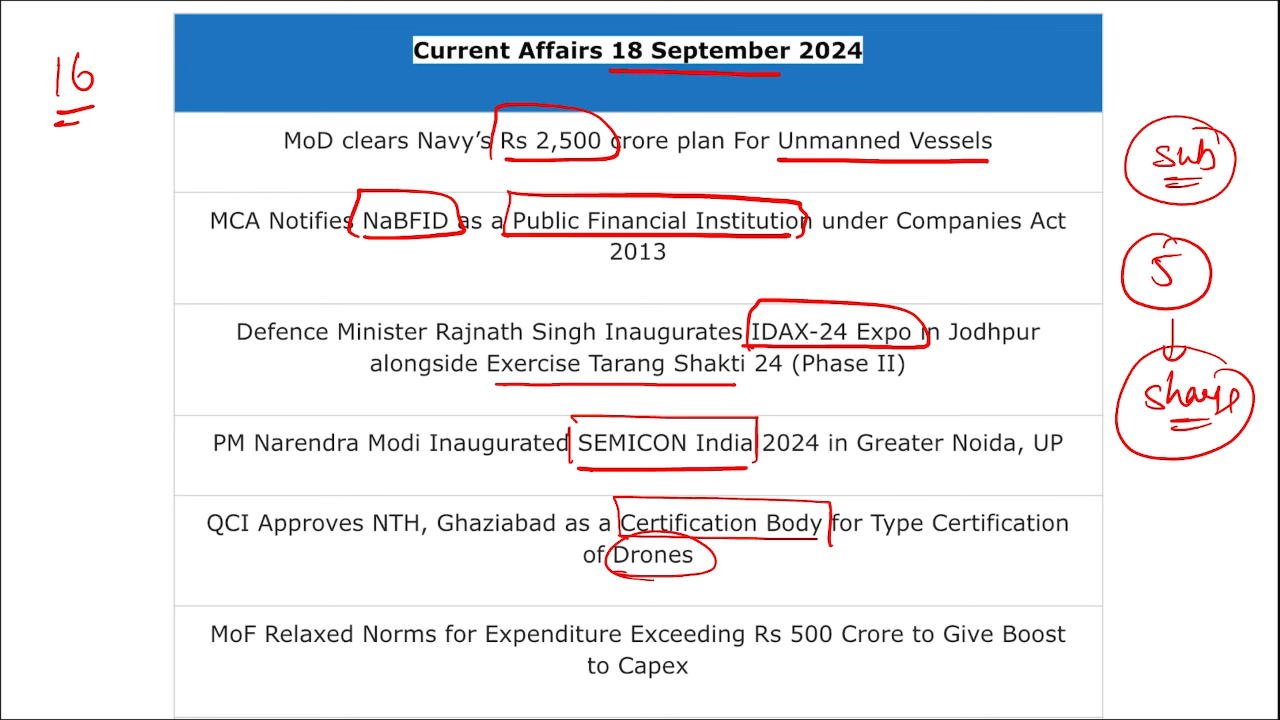 16
Current Affairs 18 September 2024
MoD clears Navy’s Rs 2,500 crore plan For Unmanned Vessels
MCA Notifies NaBFID as a Public Financial Institution under Companies Act
2013
Defence Minister Rajnath Singh Inaugurates IDAX-24 Expo in Jodhpur
alongside Exercise Tarang Shakti 24 (Phase II)
PM Narendra Modi Inaugurated SEMICON India 2024 in Greater Noida, UP
QCI Approves NTH, Ghaziabad as a Certification Body for Type Certification
of Drones
MoF Relaxed Norms for Expenditure Exceeding Rs 500 Crore to Give Boost
to Capex
sub
5
share